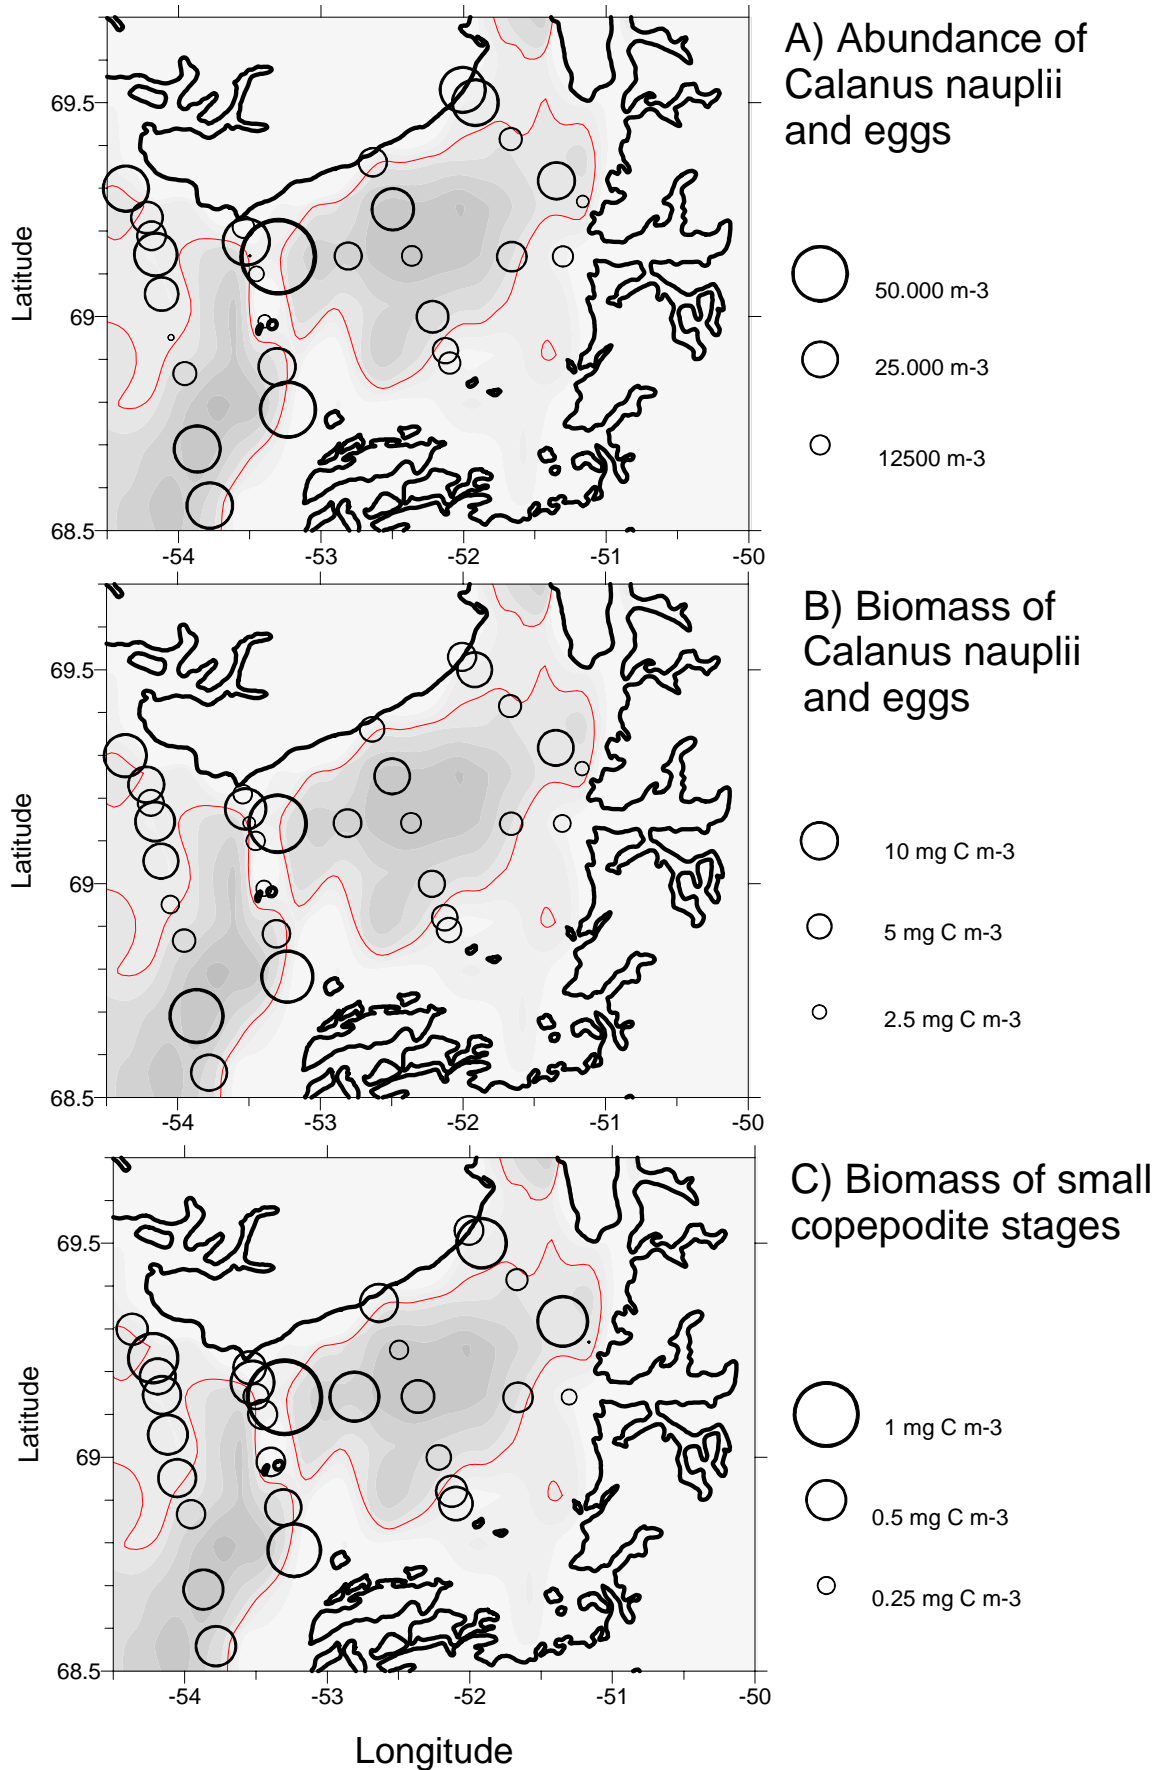 A) Abundance of
Calanus nauplii
and eggs
69.5
69
68.5
Latitude
-54
-53
-52
-51
-50
50.000 m-3
25.000 m-3
12500 m-3
B) Biomass of
Calanus nauplii
and eggs
69.5
69
68.5
Latitude
-54
-53
-52
-51
-50
10 mg C m-3
5 mg C m-3
2.5 mg C m-3
C) Biomass of small
copepodite stages
69.5
69
68.5
Latitude
-54
-53
-52
-51
-50
1 mg C m-3
0.5 mg C m-3
0.25 mg C m-3
Longitude